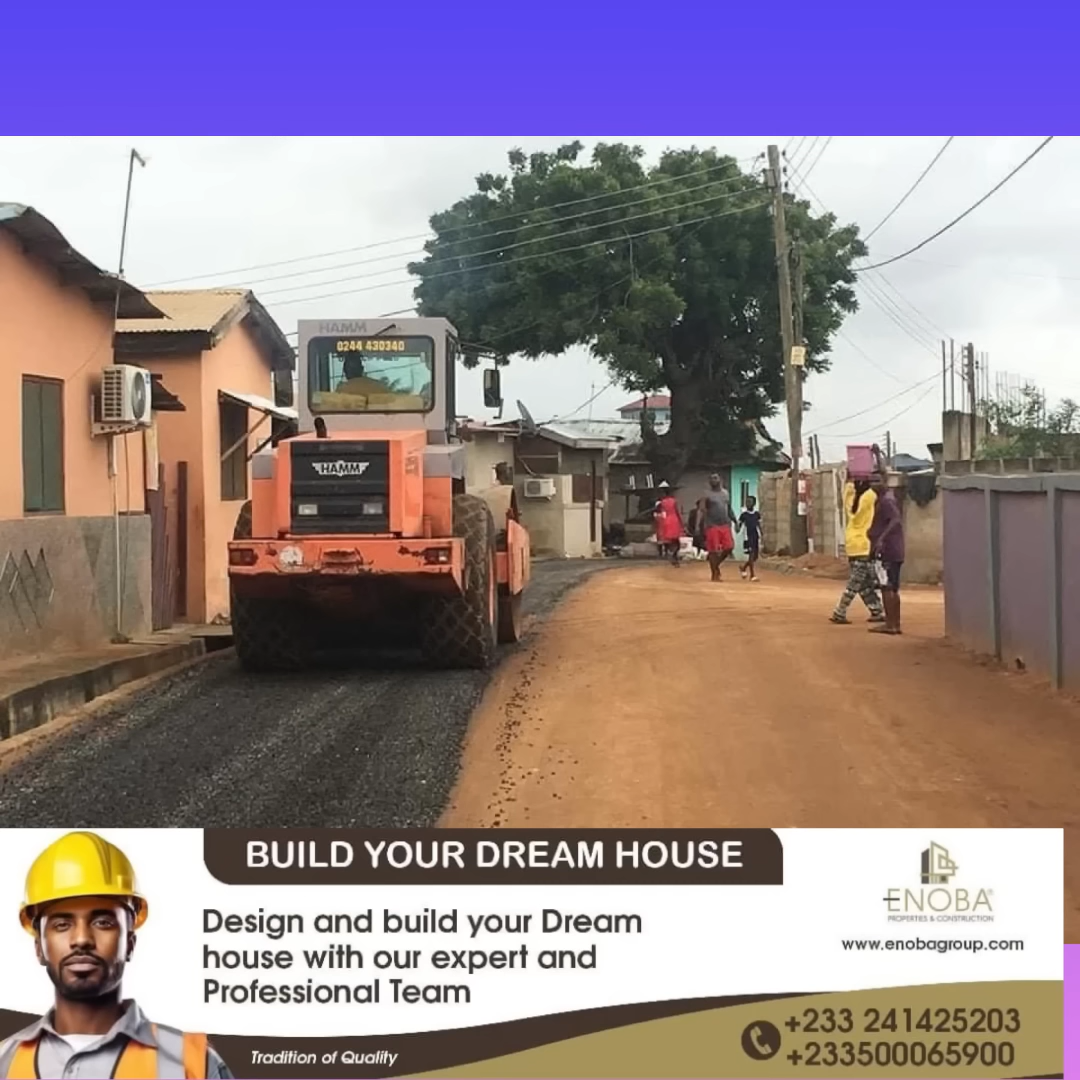 HAMM
0244 430340
HAMM
BUILD YOUR DREAM HOUSE
Design and build your Dream
house with our expert and
Professional Team
Tradition of Quality
ENOBA®
PROPERTIES & CONSTRUCTION
www.enobagroup.com
+233 241425203
+233500065900